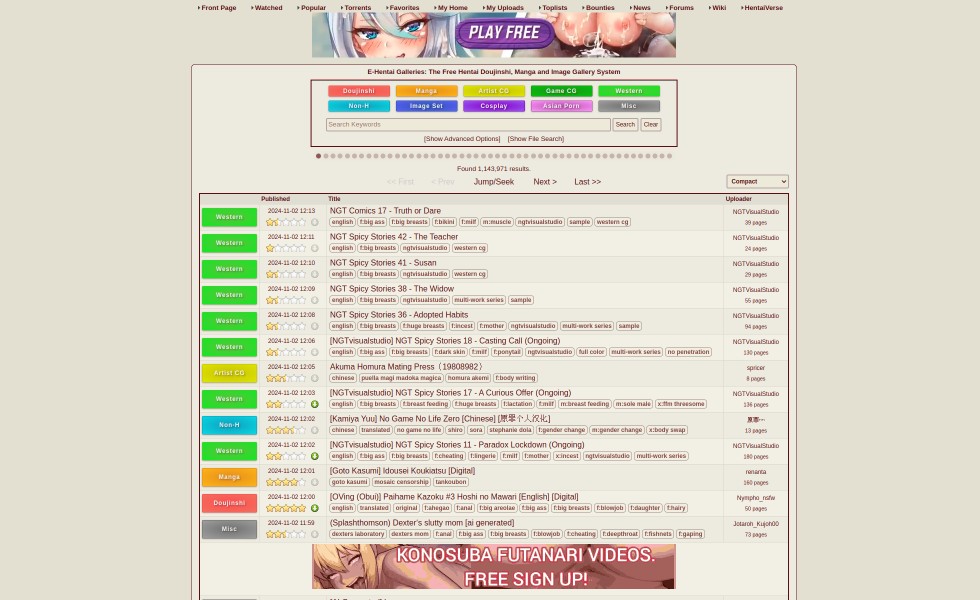 Front Page Watched Popular Torrents Favorites My Home My Uploads Toplists Bounties News Forums Wiki HentaiVerse
PLAY FREE
E-Hentai Galleries: The Free Hentai Doujinshi, Manga and Image Gallery System
Doujinshi Manga Artist CG Game CG Western
Non-H Image Set Cosplay Asian Porn Misc
Search Keywords Search Clear
[Show Advanced Options] [Show File Search]
Found 1,143,971 results.
<< First < Prev Jump/Seek Next > Last >> Compact
Published Title Uploader
Western 2024-11-02 12:13 NGT Comics 17 - Truth or Dare NGTVisualStudio
english f:big ass f:big breasts f:bikini f:milf m:muscle ngtvisualstudio sample western cg 39 pages
Western 2024-11-02 12:11 NGT Spicy Stories 42 - The Teacher NGTVisualStudio
english f:big breasts ngtvisualstudio western cg 24 pages
Western 2024-11-02 12:10 NGT Spicy Stories 41 - Susan NGTVisualStudio
english f:big ass f:big breasts ngtvisualstudio western cg 29 pages
Western 2024-11-02 12:09 NGT Spicy Stories 38 - The Widow NGTVisualStudio
english f:big breasts ngtvisualstudio multi-work series sample 55 pages
Western 2024-11-02 12:08 NGT Spicy Stories 36 - Adopted Habits NGTVisualStudio
english f:big breasts f:huge breasts f:incest f:mother ngtvisualstudio multi-work series sample 94 pages
Western 2024-11-02 12:06 [NGTvisualstudio] NGT Spicy Stories 18 - Casting Call (Ongoing) NGTVisualStudio
english f:big ass f:big breasts f:dark skin f:milf f:ponytail ngtvisualstudio full color multi-work series no penetration 130 pages
Artist CG 2024-11-02 12:05 Akuma Homura Mating Press（19808982） spricer
chinese puella magi madoka magica homura akemi f:body writing 8 pages
Western 2024-11-02 12:03 [NGTvisualstudio] NGT Spicy Stories 17 - A Curious Offer (Ongoing) NGTVisualStudio
english f:big breasts f:breast feeding f:huge breasts f:lactation f:milf m:breast feeding m:sole male x:ffm threesome 136 pages
Non-H 2024-11-02 12:02 [Kamiya Yuu] No Game No Life Zero [Chinese]
chinese translated no game no life shiro sora stephanie dola f:gender change m:gender change x:body swap 13 pages
Western 2024-11-02 12:02 [NGTvisualstudio] NGT Spicy Stories 11 - Paradox Lockdown (Ongoing) NGTVisualStudio
english f:big ass f:big breasts f:cheating f:lingerie f:milf f:mother x:incest ngtvisualstudio multi-work series 180 pages
Manga 2024-11-02 12:01 [Goto Kasumi] Idousei Koukiatsu [Digital] renanta
goto kasumi mosaic censorship tankoubon 160 pages
Doujinshi 2024-11-02 12:00 [OVing (Obui)] Paihame Kazoku #3 Hoshi no Mawari [English] [Digital] Nympho_nsfw
english translated original f:ahegao f:anal f:big areolae f:big ass f:big breasts f:blowjob f:daughter f:hairy 50 pages
Misc 2024-11-02 11:59 (Splashthomson) Dexter's slutty mom [ai generated] Jotaroh_Kujoh00
dexters laboratory dexters mom f:anal f:big ass f:big breasts f:blowjob f:cheating f:deepthroat f:fishnets f:gaping 73 pages
KONOSUBA FUTANARI VIDEOS.
FREE SIGN UP!